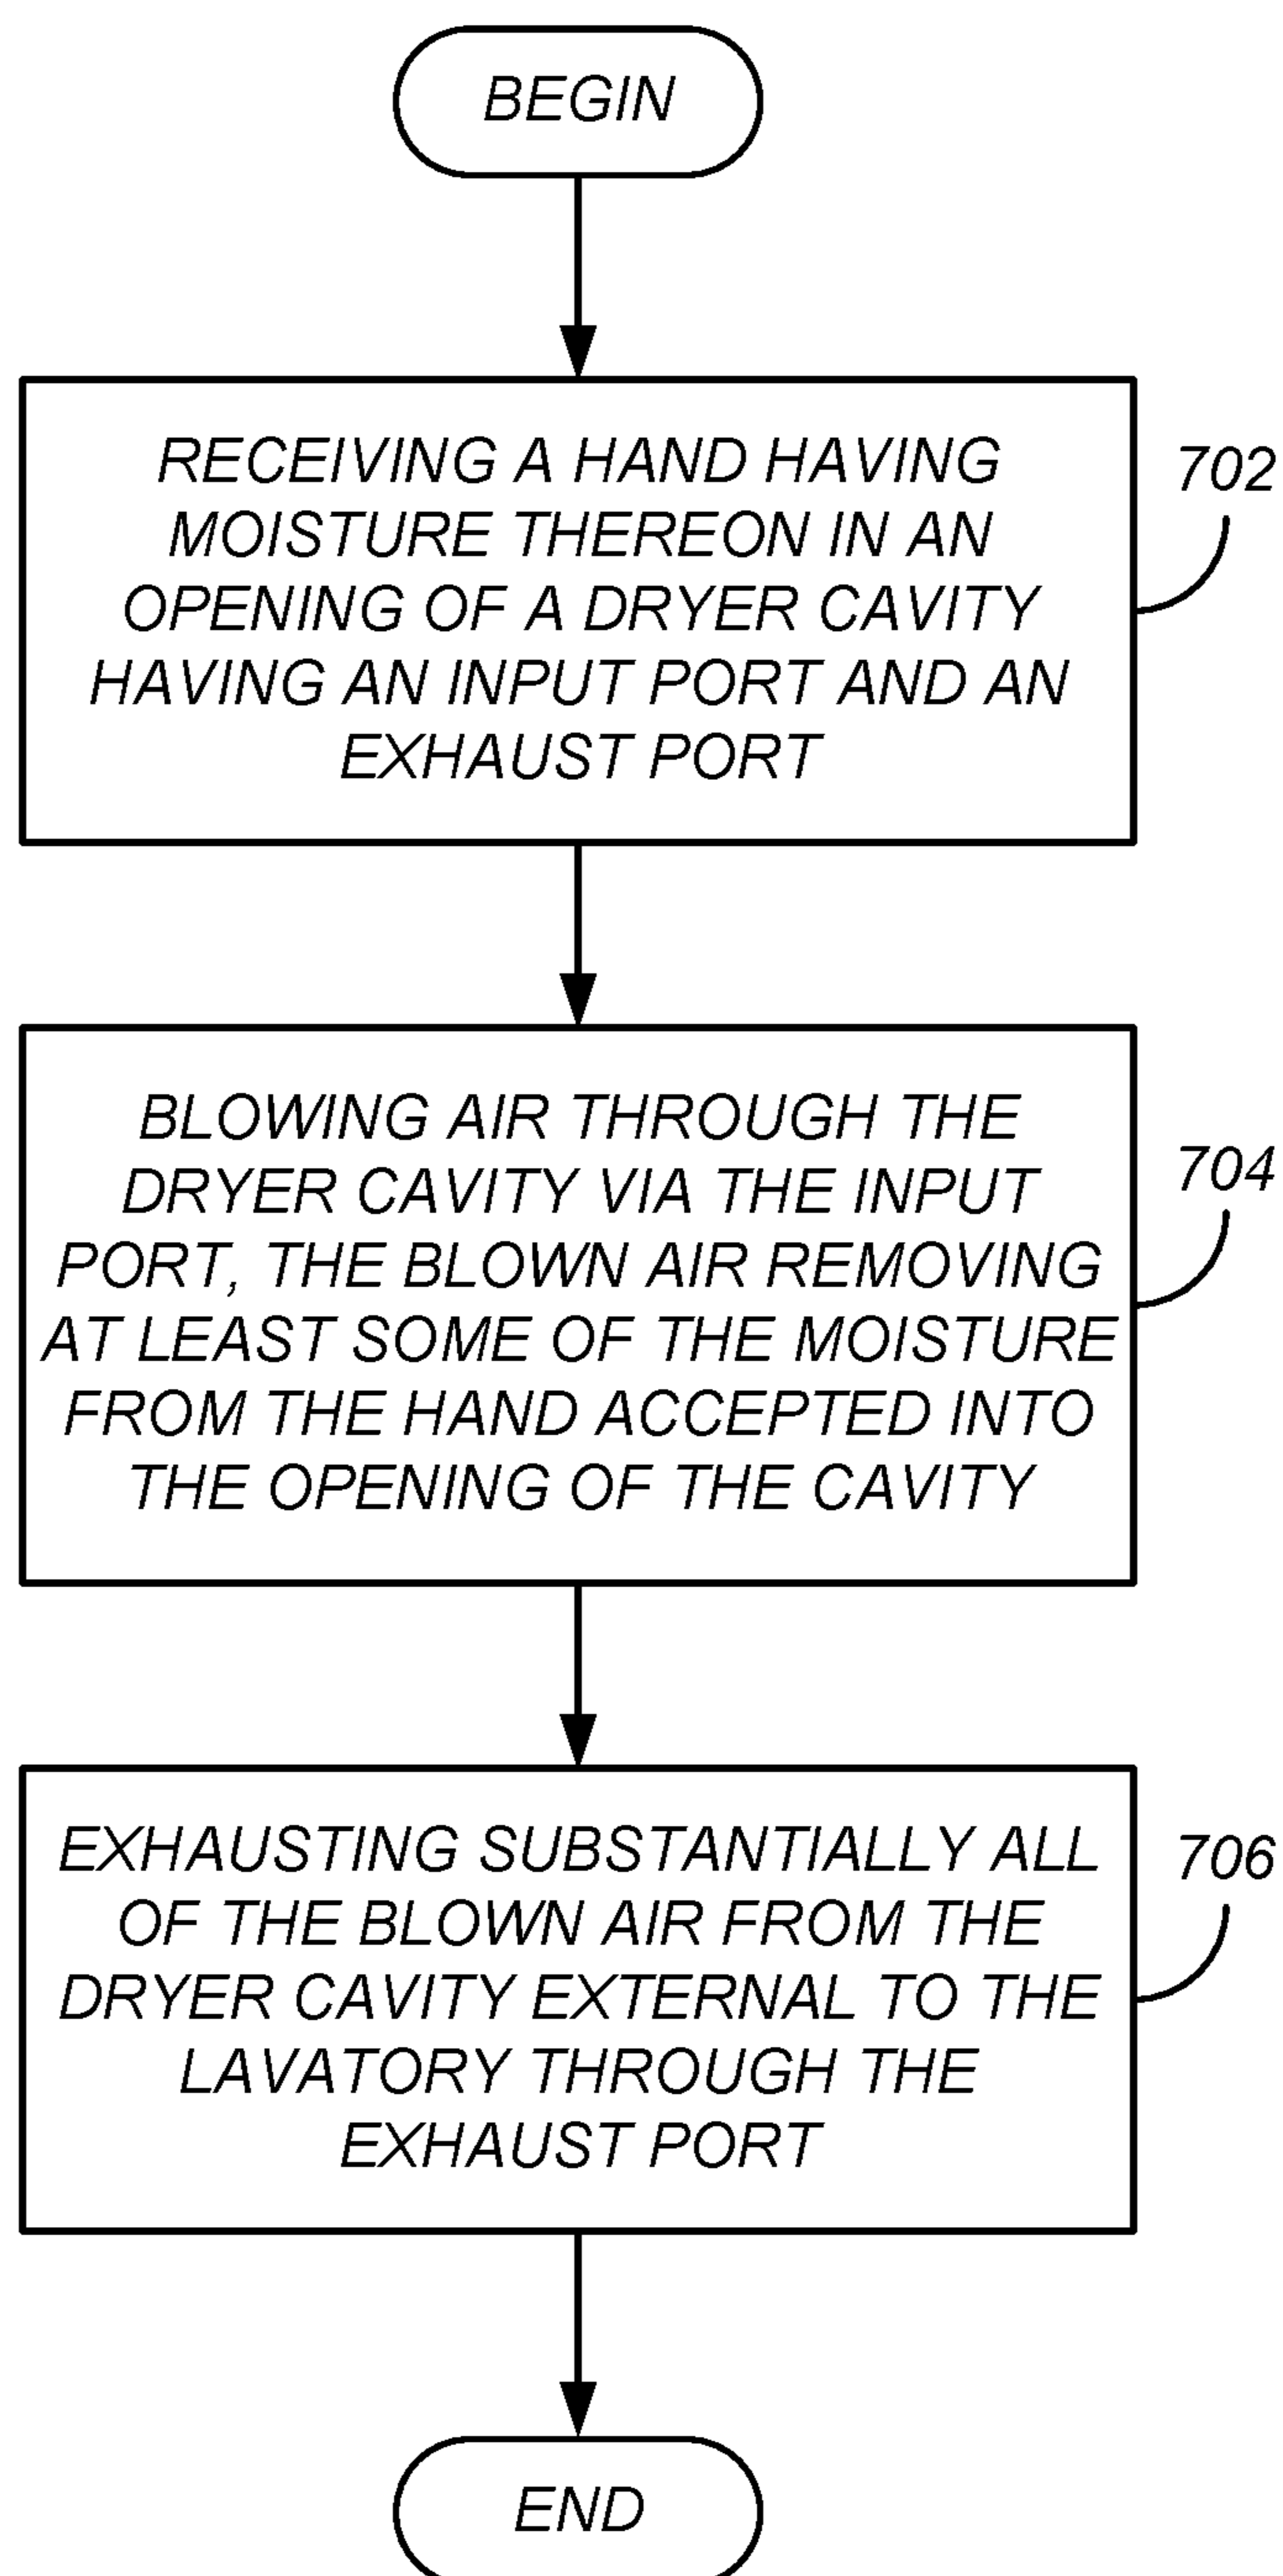 BEGIN
RECEIVING A HAND HAVING
MOISTURE THEREON IN AN
OPENING OF A DRYER CAVITY
HAVING AN INPUT PORT AND AN
EXHAUST PORT
702
BLOWING AIR THROUGH THE
DRYER CAVITY VIA THE INPUT
PORT, THE BLOWN AIR REMOVING
AT LEAST SOME OF THE MOISTURE
FROM THE HAND ACCEPTED INTO
THE OPENING OF THE CAVITY
704
EXHAUSTING SUBSTANTIALLY ALL
OF THE BLOWN AIR FROM THE
DRYER CAVITY EXTERNAL TO THE
LAVATORY THROUGH THE
EXHAUST PORT
706
END